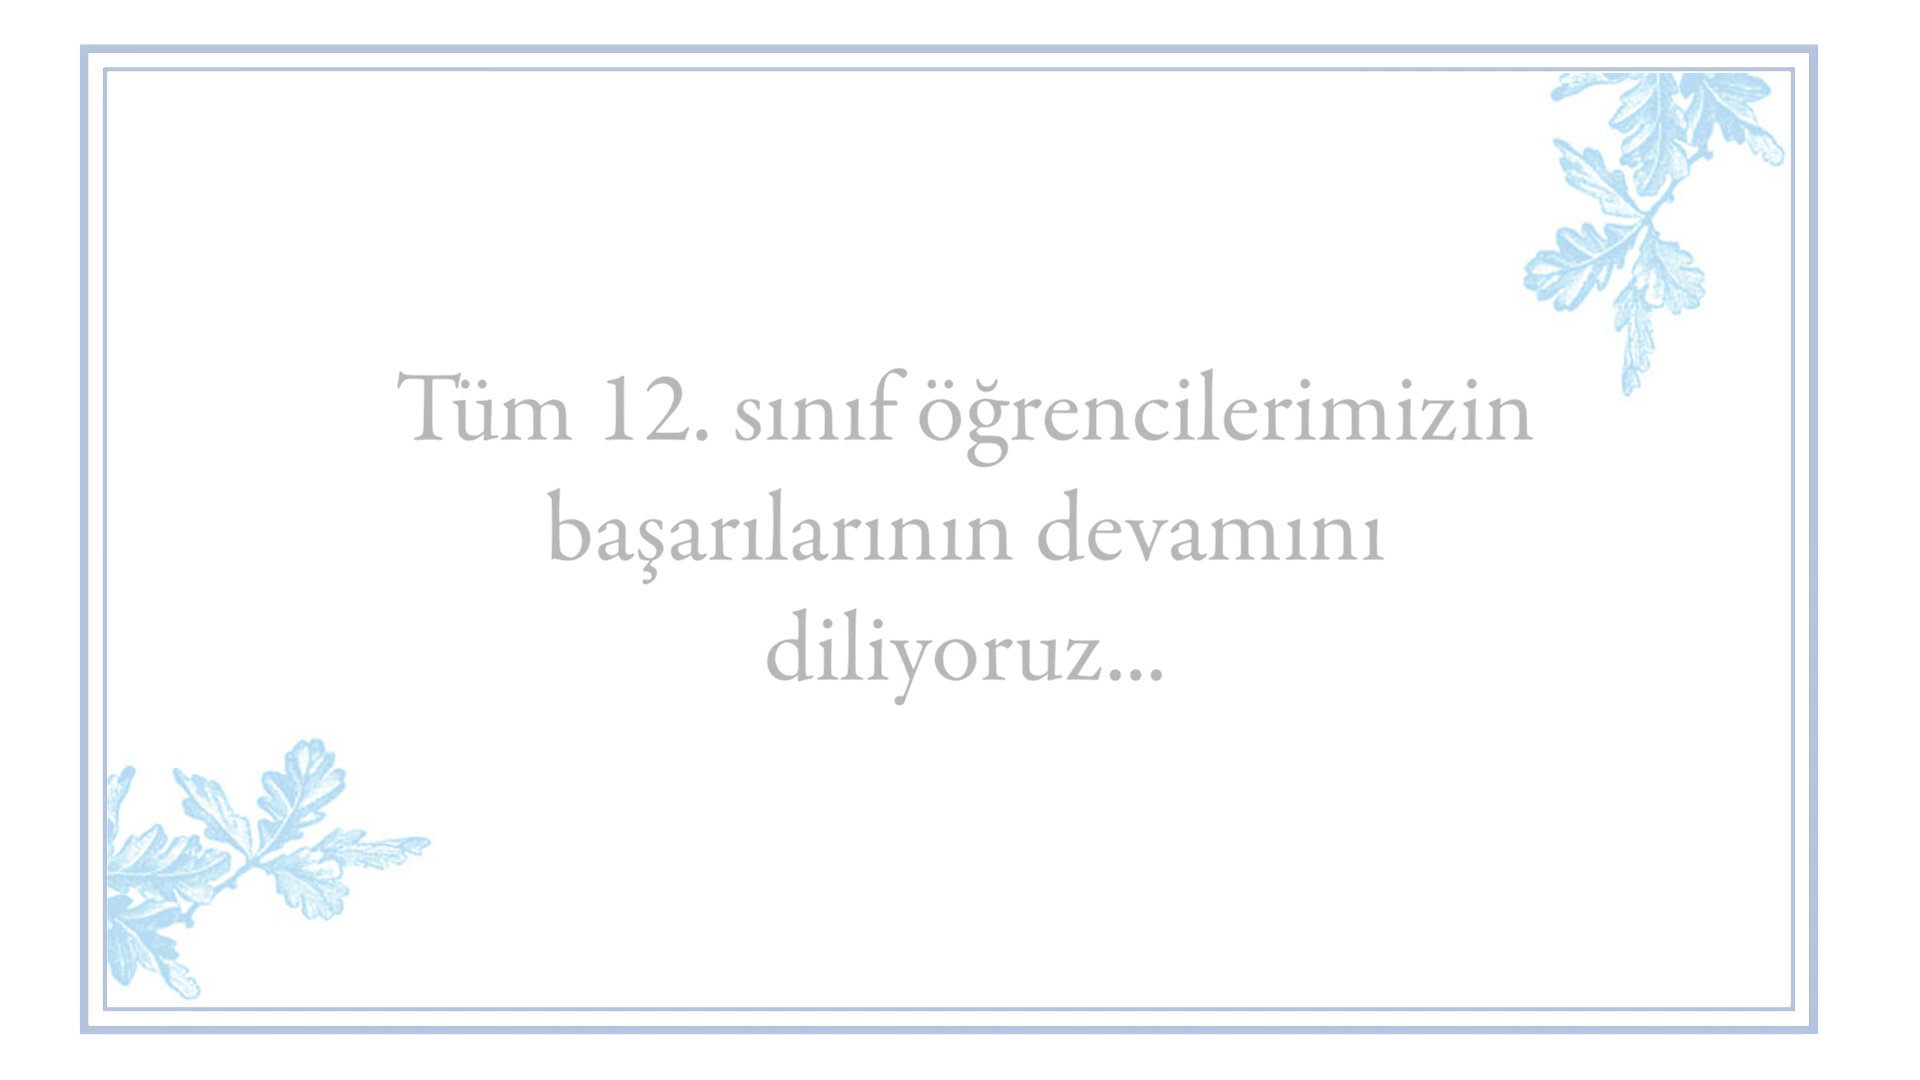 Tüm 12. sınıf öğrencilerimizin
başarılarının devamını
diliyoruz...